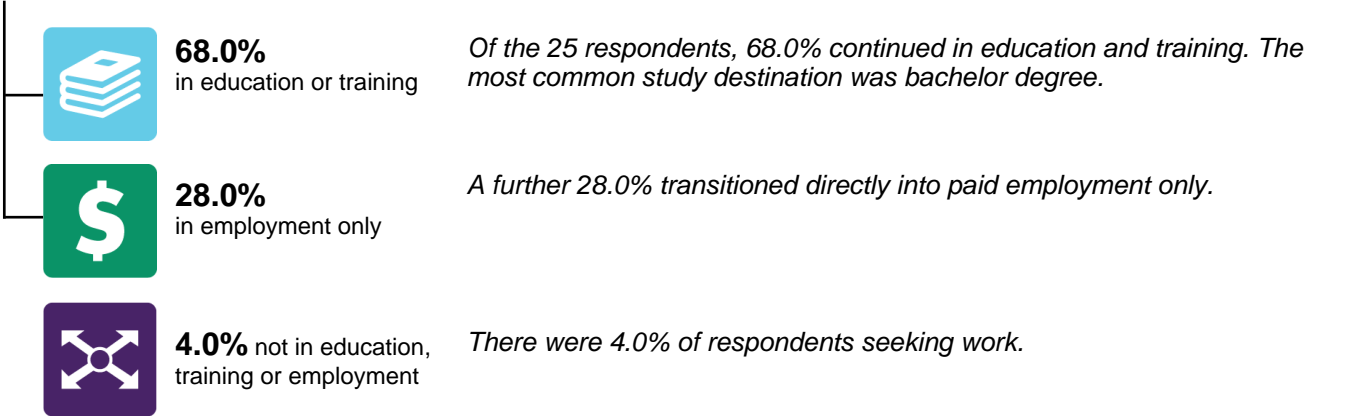 68.0%
in education or training
Of the 25 respondents, 68.0% continued in education and training. The
most common study destination was bachelor degree.
$
28.0%
in employment only
A further 28.0% transitioned directly into paid employment only.
4.0% not in education,
training or employment
There were 4.0% of respondents seeking work.